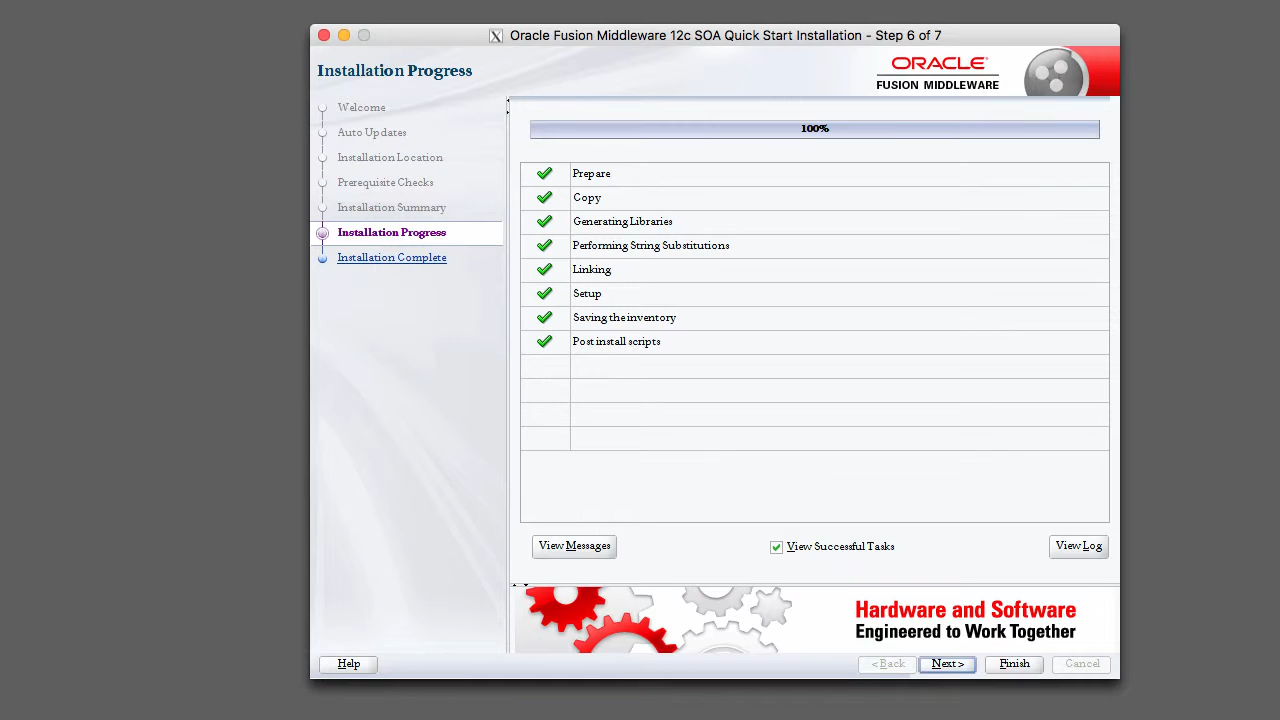 Oracle Fusion Middleware 12c SOA Quick Start Installation - Step 6 of 7
Installation Progress
ORACLE
FUSION MIDDLEWARE
Welcome
Auto Updates
Installation Location
Prerequisite Checks
Installation Summary
Installation Progress
Installation Complete
100%
Prepare
Copy
Generating Libraries
Performing String Substitutions
Linking
Setup
Saving the inventory
Post install scripts
View Messages
View Successful Tasks
View Log
Hardware and Software
Engineered to Work Together
Help
< Back
Next >
Finish
Cancel